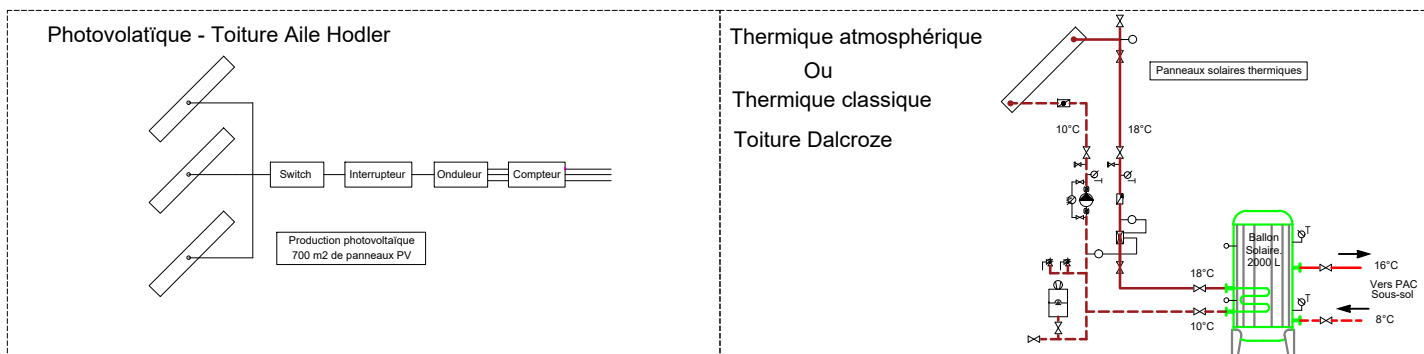 Photovolatïque - Toiture Aile Hodler
Switch
Interrupteur
Onduleur
Compteur
Production photovoltaïque
700 m2 de panneaux PV
Thermique atmosphérique
Ou
Thermique classique
Toiture Dalcroze
Panneaux solaires thermiques
10°C
18°C
Ballon
Solaire.
2000 L
T
16°C
18°C
Vers PAC
Sous-sol
T
10°C
8°C